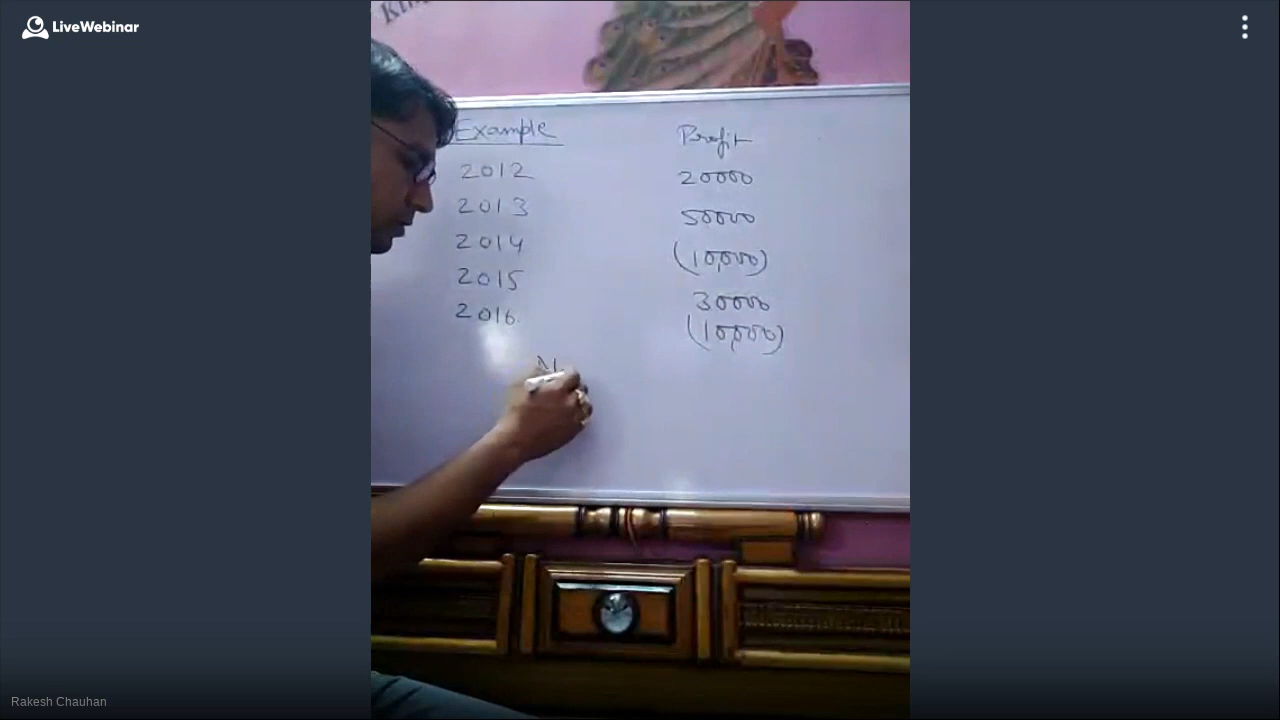 LiveWebinar
Example Profit
2012 20000
2013 50000
2014 (10,000)
2015 30000
2016. (10,000)
Rakesh Chauhan